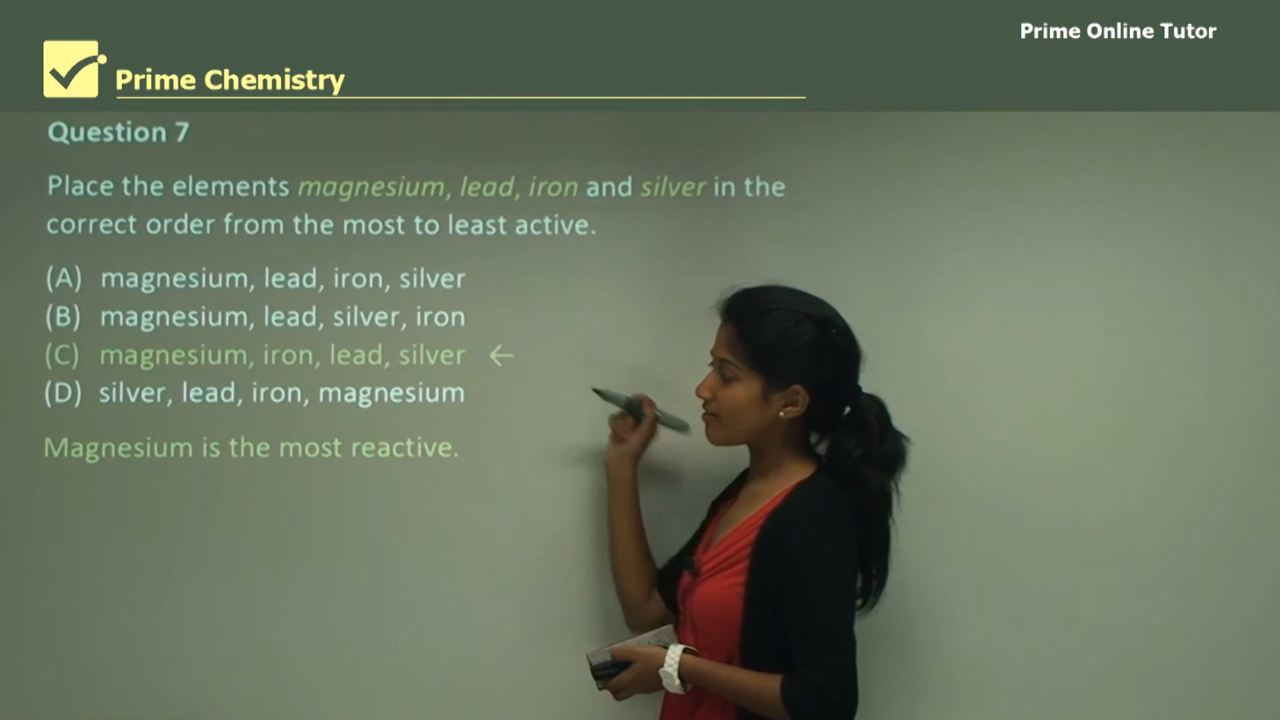 Prime Online Tutor
Prime Chemistry
Question 7
Place the elements magnesium, lead, iron and silver in the
correct order from the most to least active.
(A) magnesium, lead, iron, silver
(B) magnesium, lead, silver, iron
(C) magnesium, iron, lead, silver ←
(D) silver, lead, iron, magnesium
Magnesium is the most reactive.